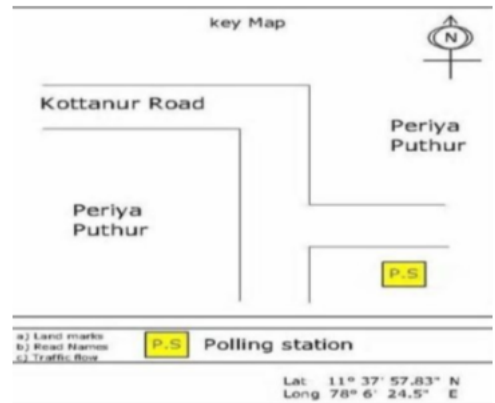 key Map
N
Kottanur Road
Periya
Puthur
Periya
Puthur
P.S
a) Land marks
b) Road Names
c) Traffic flow
P.S Polling station
Lat 11° 37' 57.83" N
Long 78° 6' 24.5" E